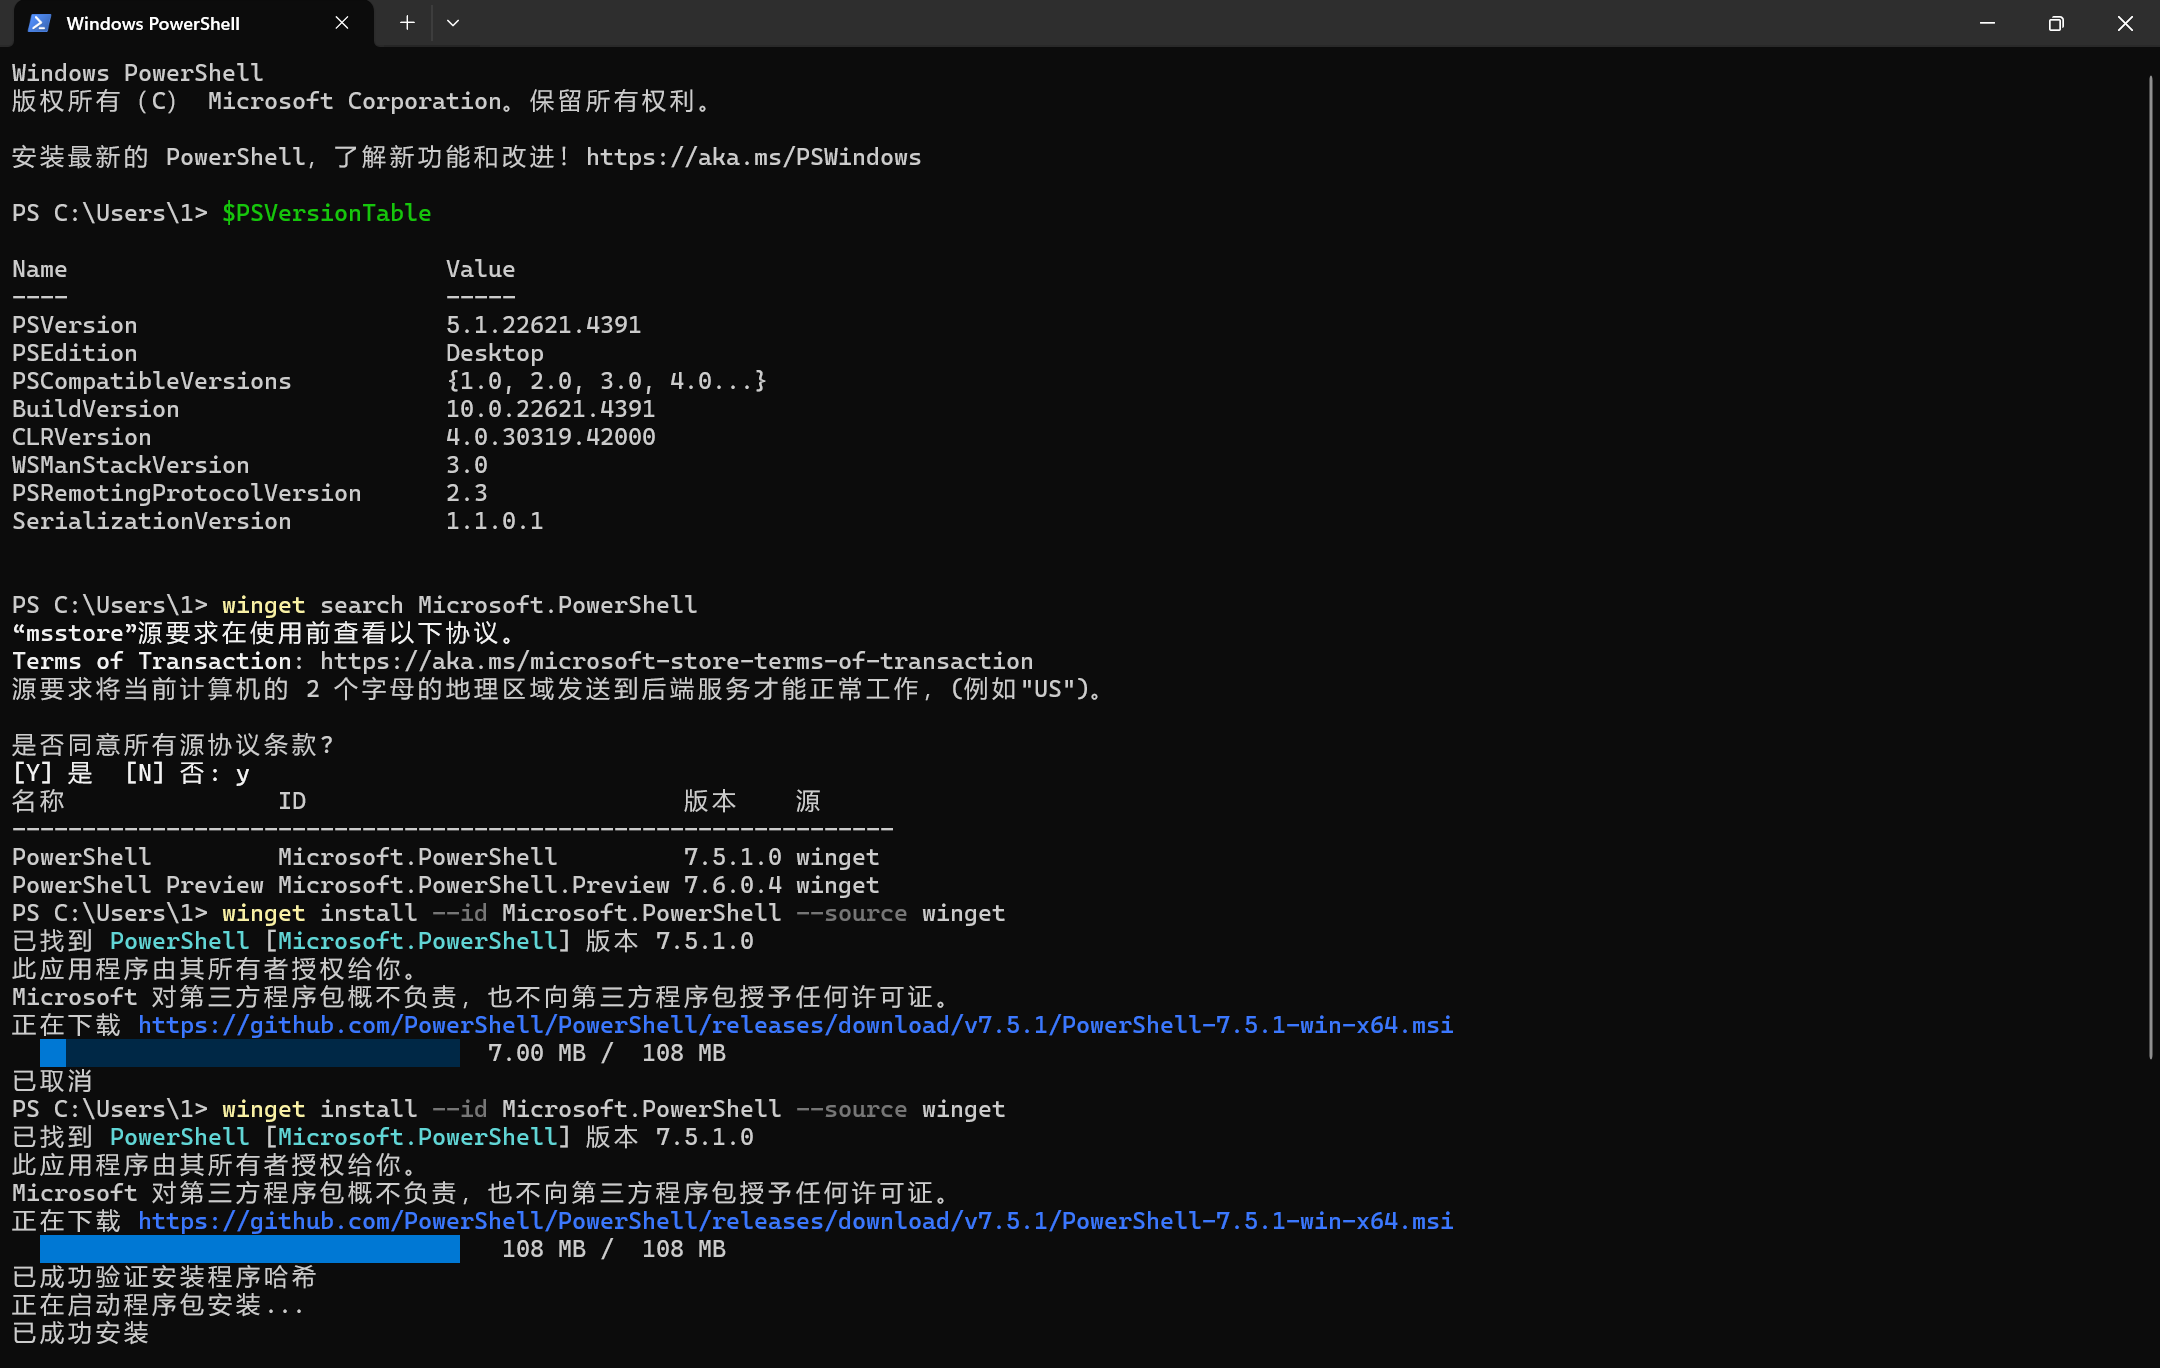 Windows PowerShell
Windows PowerShell
版权所有（C） Microsoft Corporation。保留所有权利。
安装最新的 PowerShell，了解新功能和改进！https://aka.ms/PSWindows
PS C:\Users\1> $PSVersionTable
Name                           Value
----                           -----
PSVersion                      5.1.22621.4391
PSEdition                      Desktop
PSCompatibleVersions           {1.0, 2.0, 3.0, 4.0...}
BuildVersion                   10.0.22621.4391
CLRVersion                     4.0.30319.42000
WSManStackVersion              3.0
PSRemotingProtocolVersion      2.3
SerializationVersion           1.1.0.1
PS C:\Users\1> winget search Microsoft.PowerShell
“msstore”源要求在使用前查看以下协议。
Terms of Transaction: https://aka.ms/microsoft-store-terms-of-transaction
源要求将当前计算机的 2 个字母的地理区域发送到后端服务才能正常工作，(例如"US")。
是否同意所有源协议条款?
[Y] 是  [N] 否: y
名称               ID                           版本    源
---------------------------------------------------------------
PowerShell         Microsoft.PowerShell         7.5.1.0 winget
PowerShell Preview Microsoft.PowerShell.Preview 7.6.0.4 winget
PS C:\Users\1> winget install --id Microsoft.PowerShell --source winget
已找到 PowerShell [Microsoft.PowerShell] 版本 7.5.1.0
此应用程序由其所有者授权给你。
Microsoft 对第三方程序包概不负责，也不向第三方程序包授予任何许可证。
正在下载 https://github.com/PowerShell/PowerShell/releases/download/v7.5.1/PowerShell-7.5.1-win-x64.msi
7.00 MB /  108 MB
已取消
PS C:\Users\1> winget install --id Microsoft.PowerShell --source winget
已找到 PowerShell [Microsoft.PowerShell] 版本 7.5.1.0
此应用程序由其所有者授权给你。
Microsoft 对第三方程序包概不负责，也不向第三方程序包授予任何许可证。
正在下载 https://github.com/PowerShell/PowerShell/releases/download/v7.5.1/PowerShell-7.5.1-win-x64.msi
108 MB /  108 MB
已成功验证安装程序哈希
正在启动程序包安装...
已成功安装